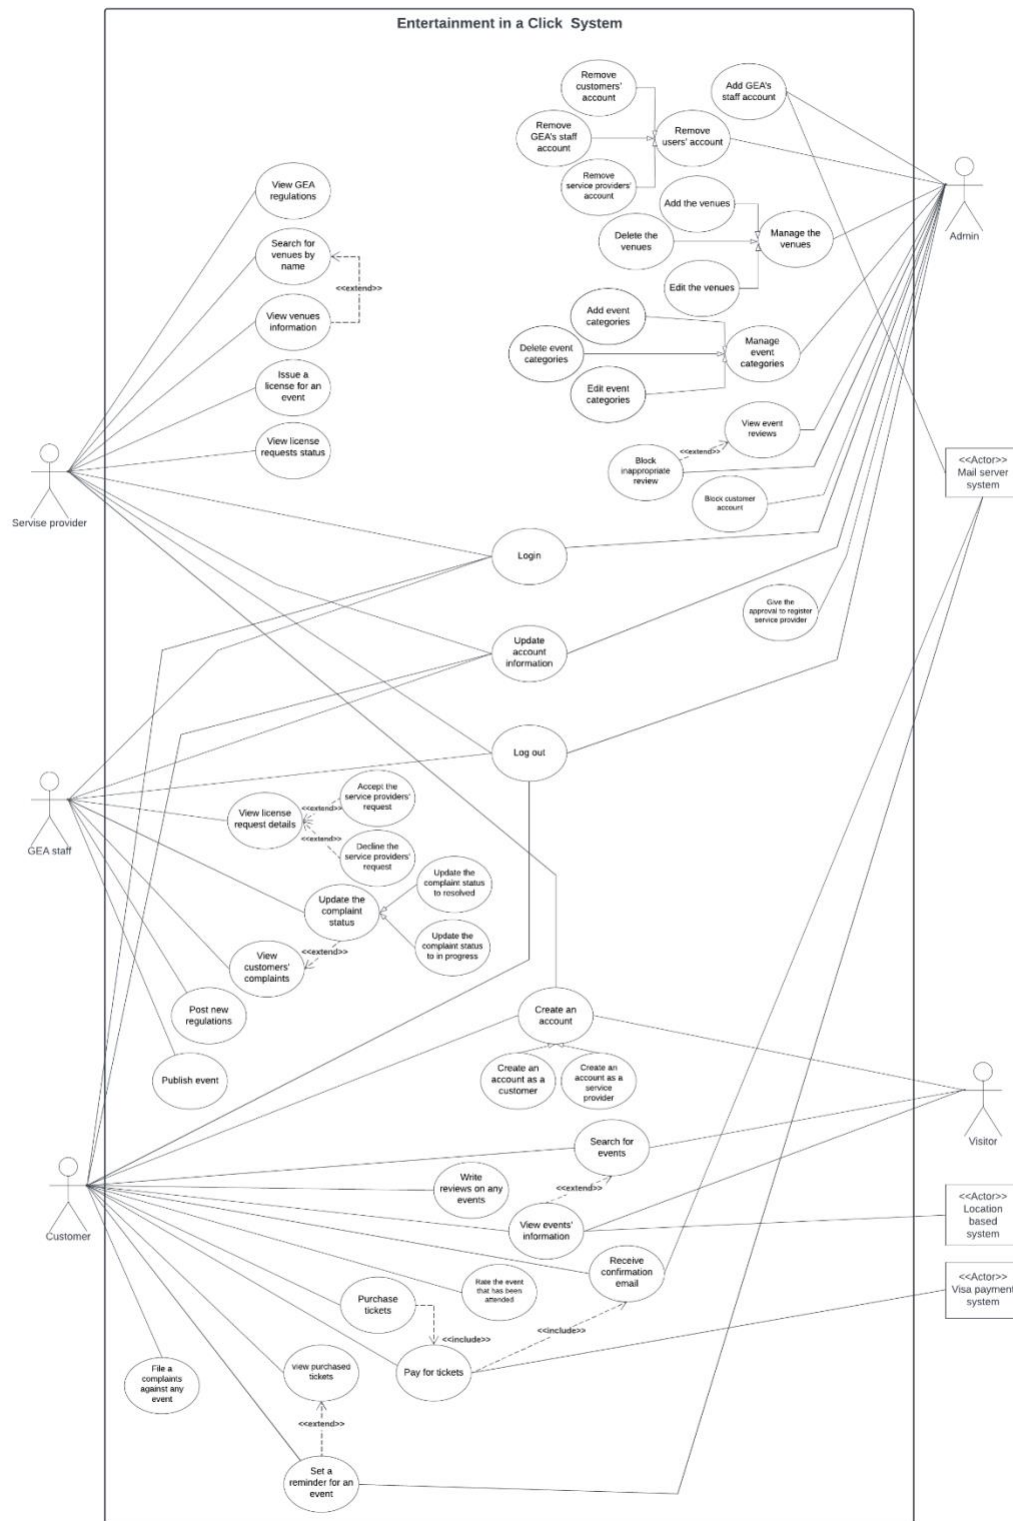 Entertainment in a Click System
Remove
customers'
account
Add GEA's
staff account
Remove
GEA's staff
account
Remove
users' account
Remove
service providers'
account
View GEA
regulations
Add the venues
Admin
Search for
venues by
name
Delete the
venues
Manage the
venues
<<extend>>
Edit the venues
View venues
information
Add event
categories
Delete event
categories
Manage
event
categories
Issue a
license for an
event
Edit event
categories
View event
reviews
View license
requests status
<<extend>>
Block
inappropriate
review
<<Actor>>
Mail server
system
Block customer
account
Servise provider
Login
Give the
approval to register
service provider
Update
account
information
Log out
Accept the
service providers'
request
<<extend>>
View license
request details
<<extend>>
GEA staff
Decline the
service providers'
request
Update the
complaint status
to resolved
Update the
complaint
status
Update the
complaint status
to in progress
<<extend>>
View
customers'
complaints
Post new
regulations
Create an
account
Publish event
Create an
account as a
customer
Create an
account as a
service
provider
Visitor
Search for
events
Write
reviews on any
events
<<extend>>
<<Actor>>
Location
based
system
View events'
information
Customer
Receive
confirmation
email
Rate the event
that has been
attended
<<Actor>>
Visa payment
system
Purchase
tickets
<<include>>
<<include>>
Pay for tickets
View purchased
tickets
File a
complaints
against any
event
<<extend>>
Set a
reminder for an
event